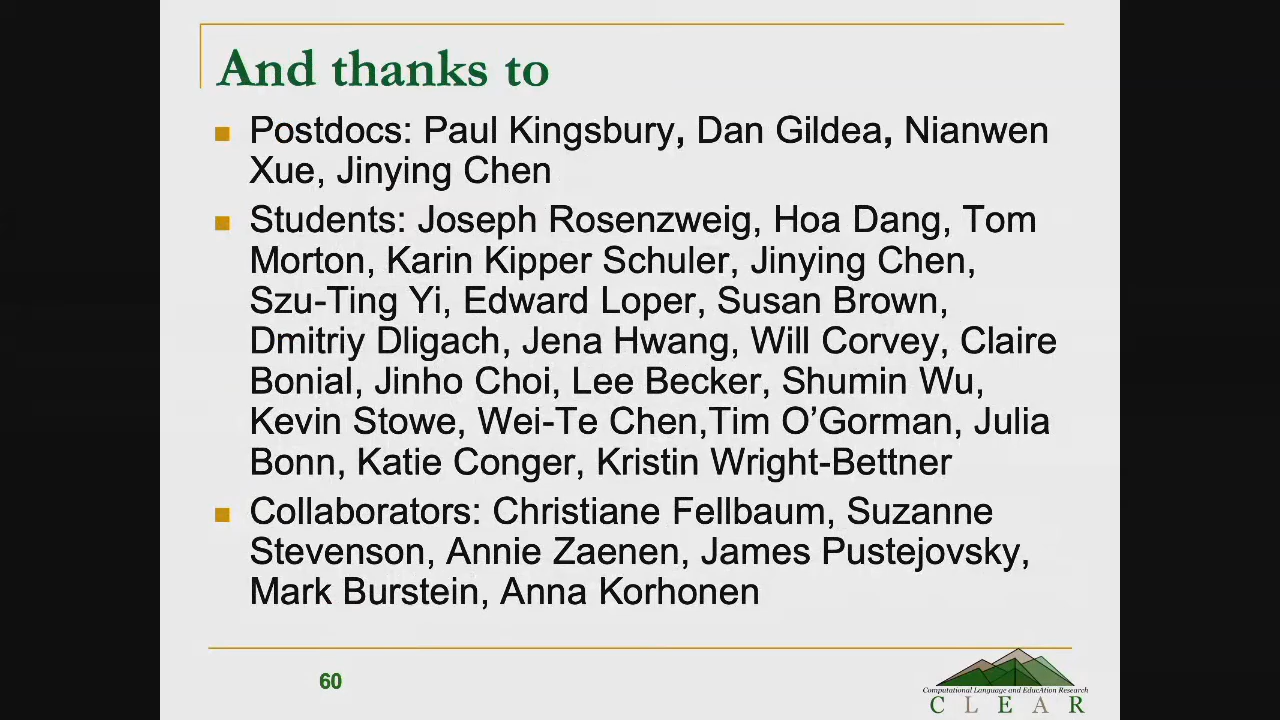 And thanks to
Postdocs: Paul Kingsbury, Dan Gildea, Nianwen
Xue, Jinying Chen
Students: Joseph Rosenzweig, Hoa Dang, Tom
Morton, Karin Kipper Schuler, Jinying Chen,
Szu-Ting Yi, Edward Loper, Susan Brown,
Dmitriy Dligach, Jena Hwang, Will Corvey, Claire
Bonial, Jinho Choi, Lee Becker, Shumin Wu,
Kevin Stowe, Wei-Te Chen,Tim O’Gorman, Julia
Bonn, Katie Conger, Kristin Wright-Bettner
Collaborators: Christiane Fellbaum, Suzanne
Stevenson, Annie Zaenen, James Pustejovsky,
Mark Burstein, Anna Korhonen
60
Computational Language and EducAtion Research
C L E A R